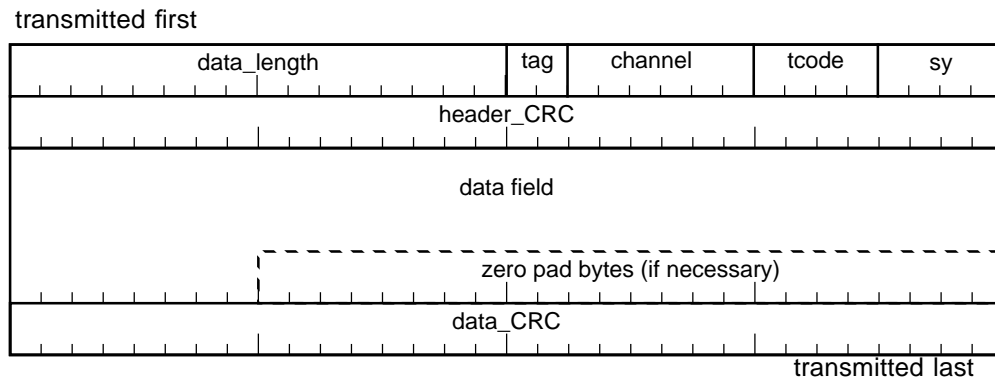 transmitted first
data_length tag channel tcode sy
header_CRC
data field
zero pad bytes (if necessary)
data_CRC
transmitted last